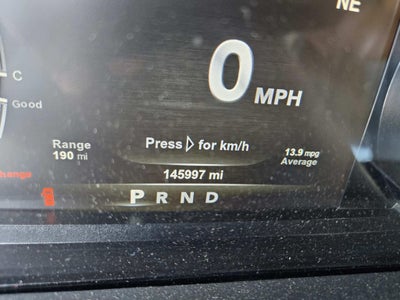 NE
0 MPH
C
Good
Range
190 mi
Press ▷ for km/h
13.9 mpg
Average
145997 mi
P R N D